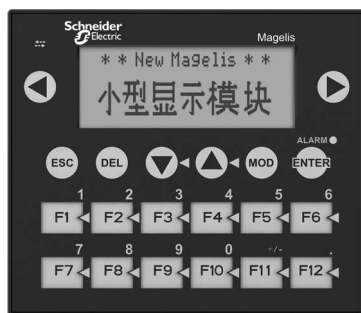 Schneider
Electric
Magelis
* * New Magelis * *
小型显示模块
ALARM
ESC DEL MOD ENTER
1 2 3 4 5 6
F1 F2 F3 F4 F5 F6
7 8 9 0 +/- .
F7 F8 F9 F10 F11 F12